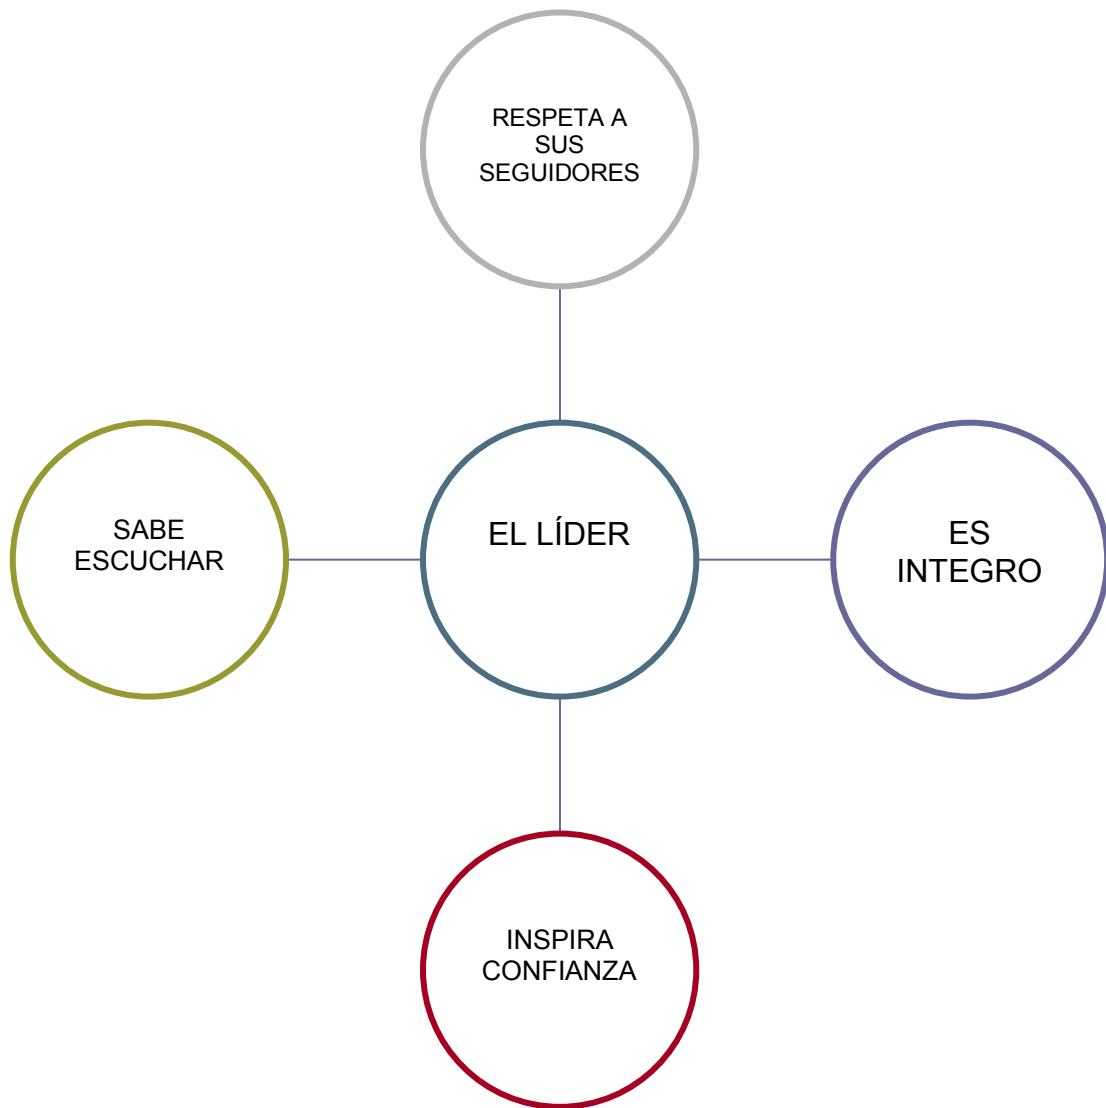 RESPETA A
SUS
SEGUIDORES
SABE
ESCUCHAR
EL LÍDER
ES
INTEGRO
INSPIRA
CONFIANZA